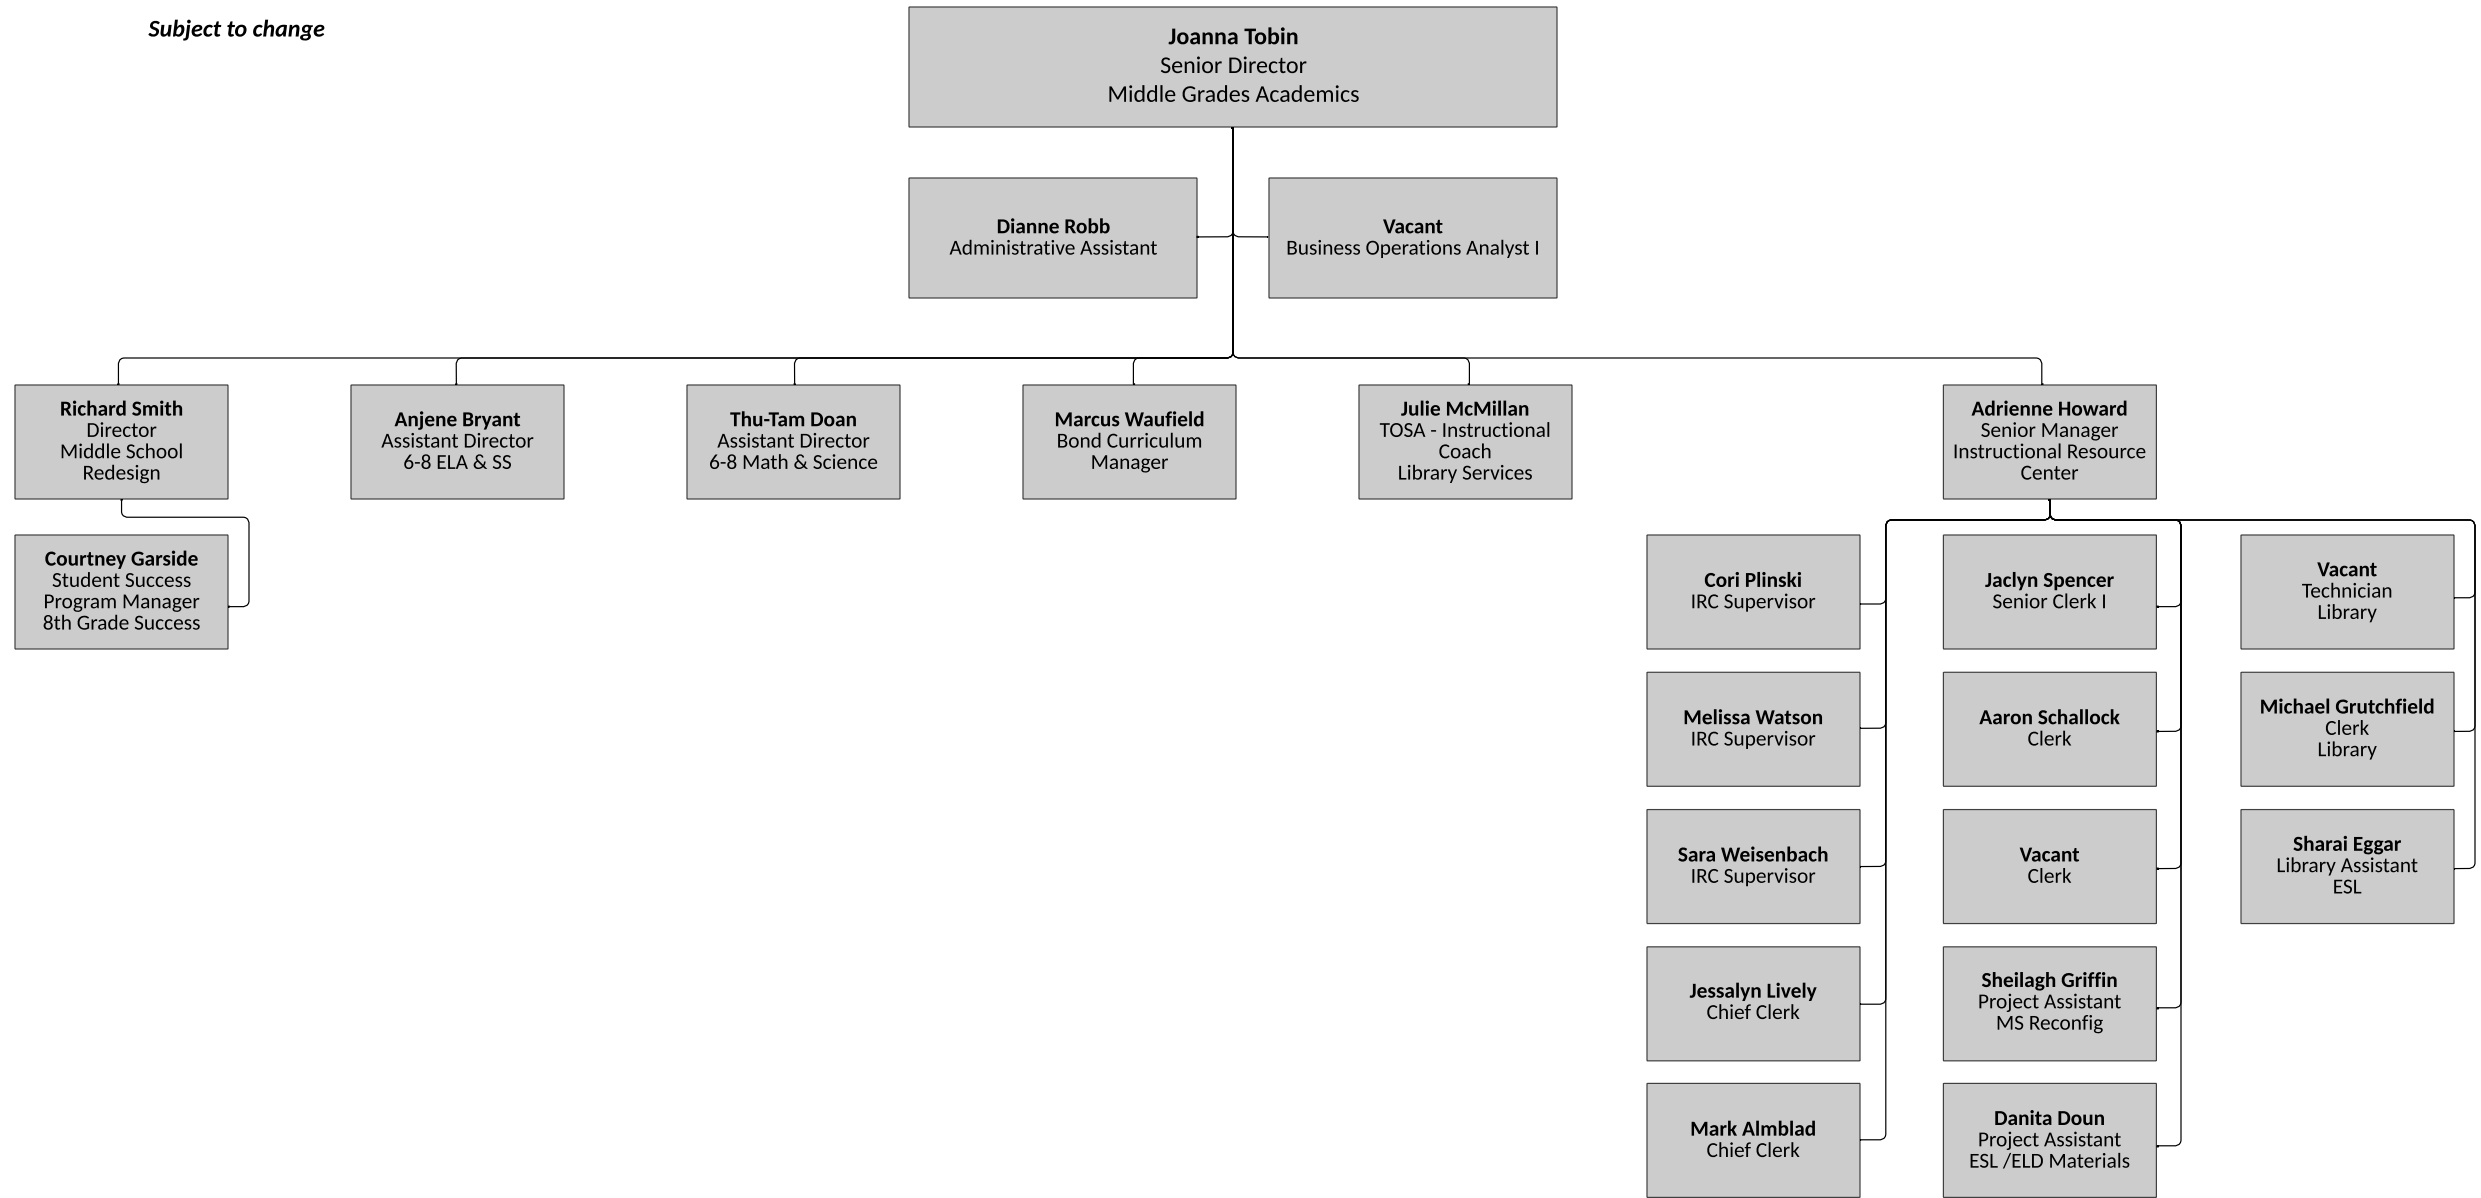 Subject to change
Joanna Tobin
Senior Director
Middle Grades Academics
Dianne Robb
Administrative Assistant
Vacant
Business Operations Analyst I
Richard Smith
Director
Middle School
Redesign
Anjene Bryant
Assistant Director
6-8 ELA & SS
Thu-Tam Doan
Assistant Director
6-8 Math & Science
Marcus Waufield
Bond Curriculum
Manager
Julie McMillan
TOSA - Instructional
Coach
Library Services
Adrienne Howard
Senior Manager
Instructional Resource
Center
Courtney Garside
Student Success
Program Manager
8th Grade Success
Cori Plinski
IRC Supervisor
Jaclyn Spencer
Senior Clerk I
Vacant
Technician
Library
Melissa Watson
IRC Supervisor
Aaron Schallock
Clerk
Michael Grutchfield
Clerk
Library
Sara Weisenbach
IRC Supervisor
Vacant
Clerk
Sharai Eggar
Library Assistant
ESL
Jessalyn Lively
Chief Clerk
Sheilagh Griffin
Project Assistant
MS Reconfig
Mark Almblad
Chief Clerk
Danita Doun
Project Assistant
ESL /ELD Materials